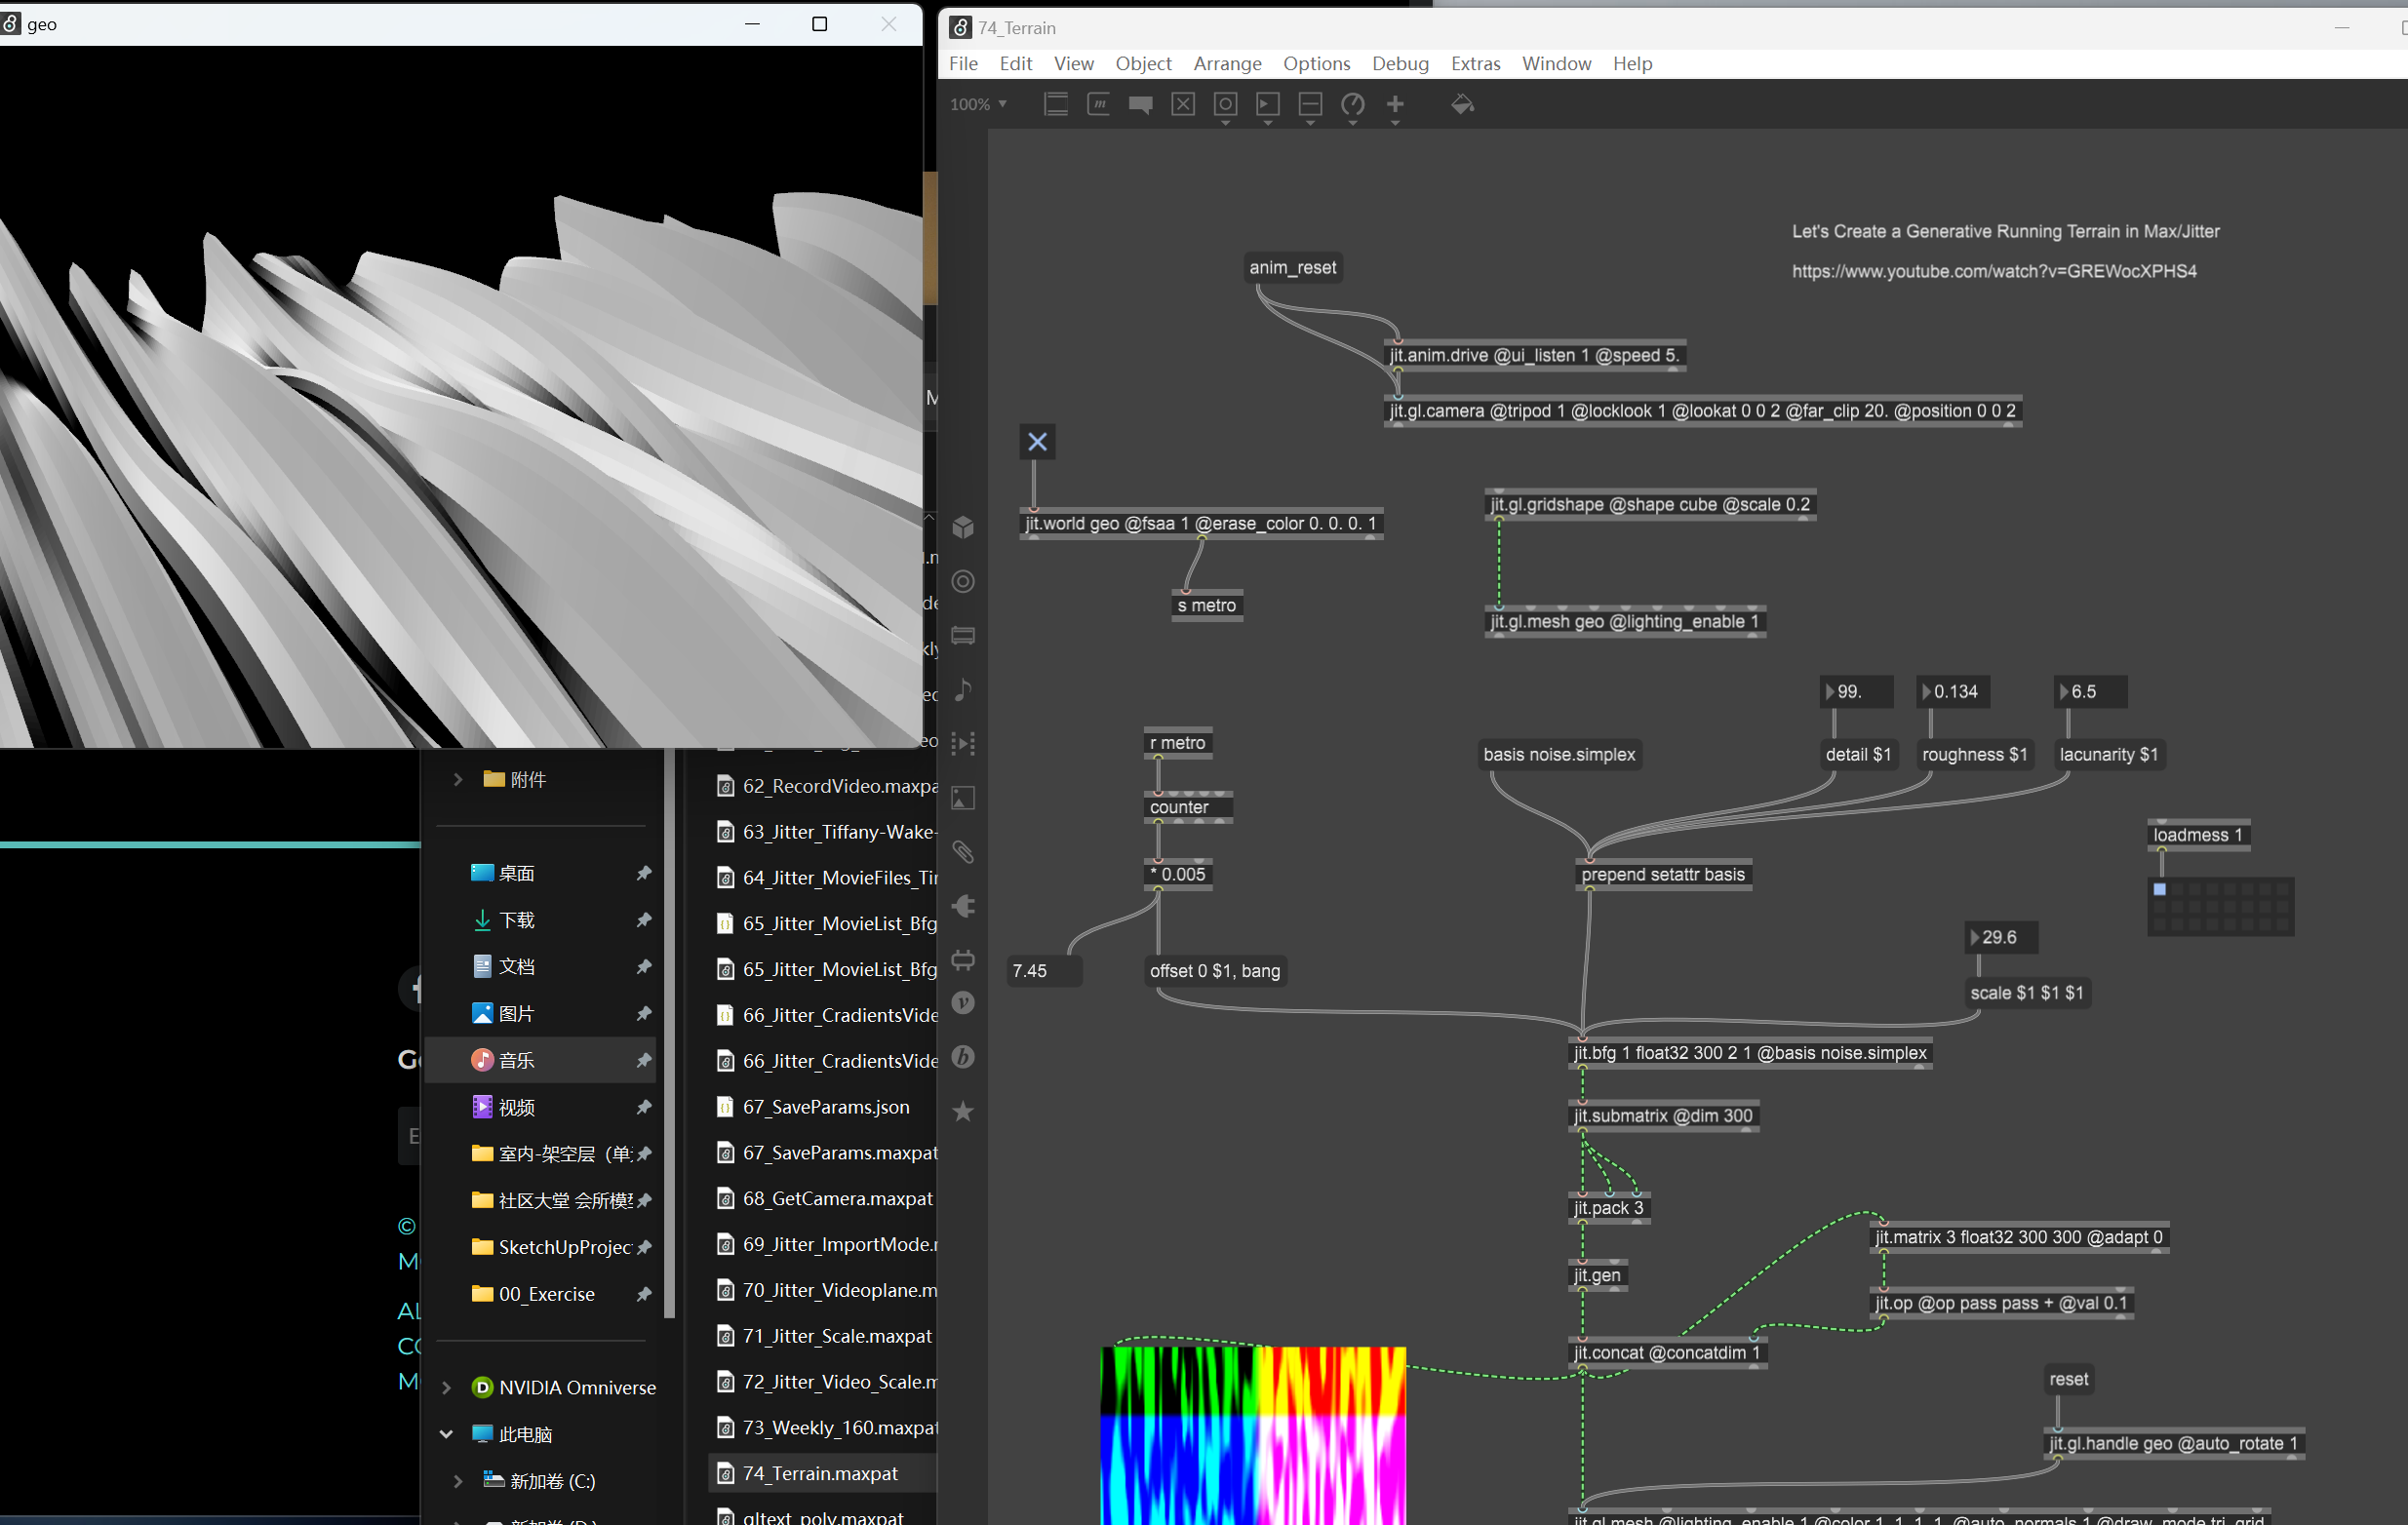 geo
74_Terrain
File Edit View Object Arrange Options Debug Extras Window Help
100%
Let's Create a Generative Running Terrain in Max/Jitter
https://www.youtube.com/watch?v=GREWocXPHS4
anim_reset
jit.anim.drive @ui_listen 1 @speed 5.
jit.gl.camera @tripod 1 @locklook 1 @lookat 0 0 2 @far_clip 20. @position 0 0 2
jit.world geo @fsaa 1 @erase_color 0. 0. 0. 1
s metro
jit.gl.gridshape @shape cube @scale 0.2
jit.gl.mesh geo @lighting_enable 1
99.
0.134
6.5
r metro
basis noise.simplex
detail $1
roughness $1
lacunarity $1
counter
loadmess 1
* 0.005
prepend setattr basis
29.6
7.45
offset 0 $1, bang
scale $1 $1 $1
jit.bfg 1 float32 300 2 1 @basis noise.simplex
jit.submatrix @dim 300
jit.pack 3
jit.matrix 3 float32 300 300 @adapt 0
jit.gen
jit.op @op pass pass + @val 0.1
jit.concat @concatdim 1
reset
jit.gl.handle geo @auto_rotate 1
jit.gl.mesh @lighting_enable 1 @color 1. 1. 1. 1. @auto_normals 1 @draw_mode tri_grid
附件
桌面
下载
文档
图片
音乐
视频
室内-架空层（单
社区大堂 会所模
SketchUpProjec
00_Exercise
NVIDIA Omniverse
此电脑
新加卷 (C:)
新加卷 (D:)
62_RecordVideo.maxpa
63_Jitter_Tiffany-Wake-
64_Jitter_MovieFiles_Tir
65_Jitter_MovieList_Bfg
65_Jitter_MovieList_Bfg
66_Jitter_CradientsVide
66_Jitter_CradientsVide
67_SaveParams.json
67_SaveParams.maxpat
68_GetCamera.maxpat
69_Jitter_ImportMode.r
70_Jitter_Videoplane.m
71_Jitter_Scale.maxpat
72_Jitter_Video_Scale.m
73_Weekly_160.maxpat
74_Terrain.maxpat
gltext_poly.maxpat